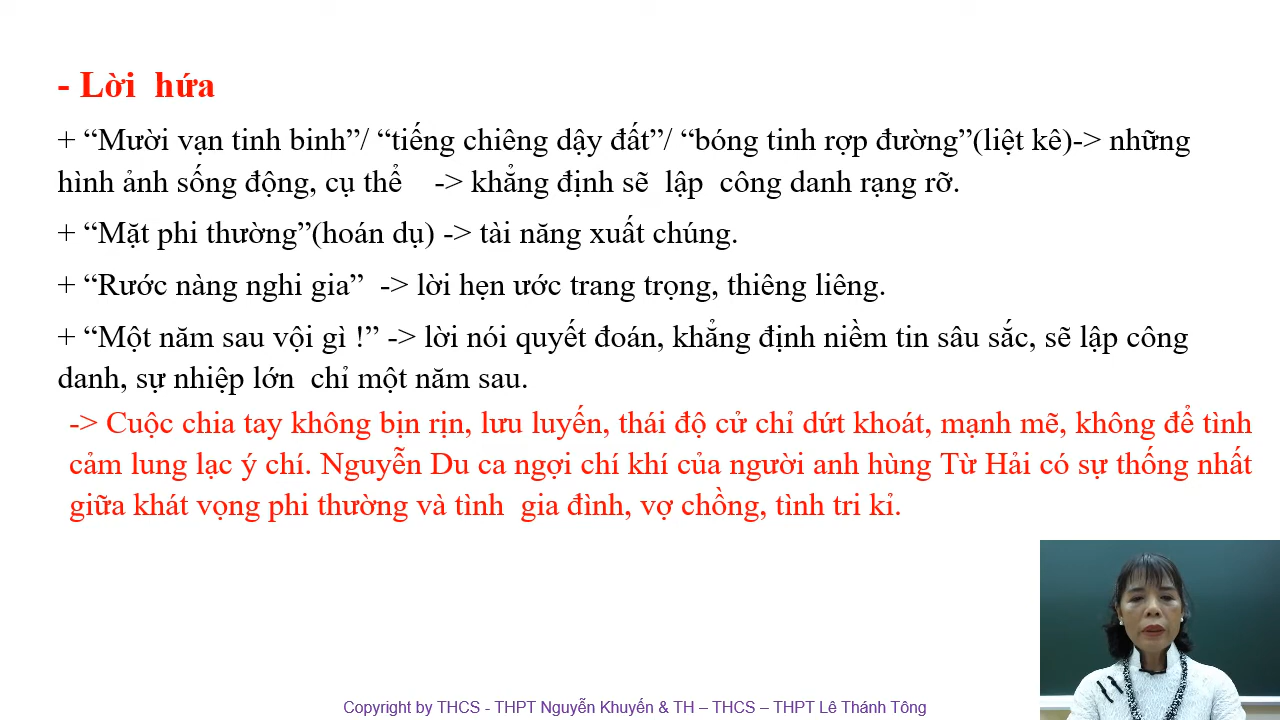 - Lời hứa
+ “Mười vạn tinh binh”/ “tiếng chiêng dậy đất”/ “bóng tinh rợp đường”(liệt kê)-> những
hình ảnh sống động, cụ thể -> khẳng định sẽ lập công danh rạng rỡ.
+ “Mặt phi thường”(hoán dụ) -> tài năng xuất chúng.
+ “Rước nàng nghi gia” -> lời hẹn ước trang trọng, thiêng liêng.
+ “Một năm sau vội gì !” -> lời nói quyết đoán, khẳng định niềm tin sâu sắc, sẽ lập công
danh, sự nhiệp lớn chỉ một năm sau.
-> Cuộc chia tay không bịn rịn, lưu luyến, thái độ cử chỉ dứt khoát, mạnh mẽ, không để tình
cảm lung lạc ý chí. Nguyễn Du ca ngợi chí khí của người anh hùng Từ Hải có sự thống nhất
giữa khát vọng phi thường và tình gia đình, vợ chồng, tình tri kỉ.
Copyright by THCS - THPT Nguyễn Khuyến & TH – THCS – THPT Lê Thánh Tông